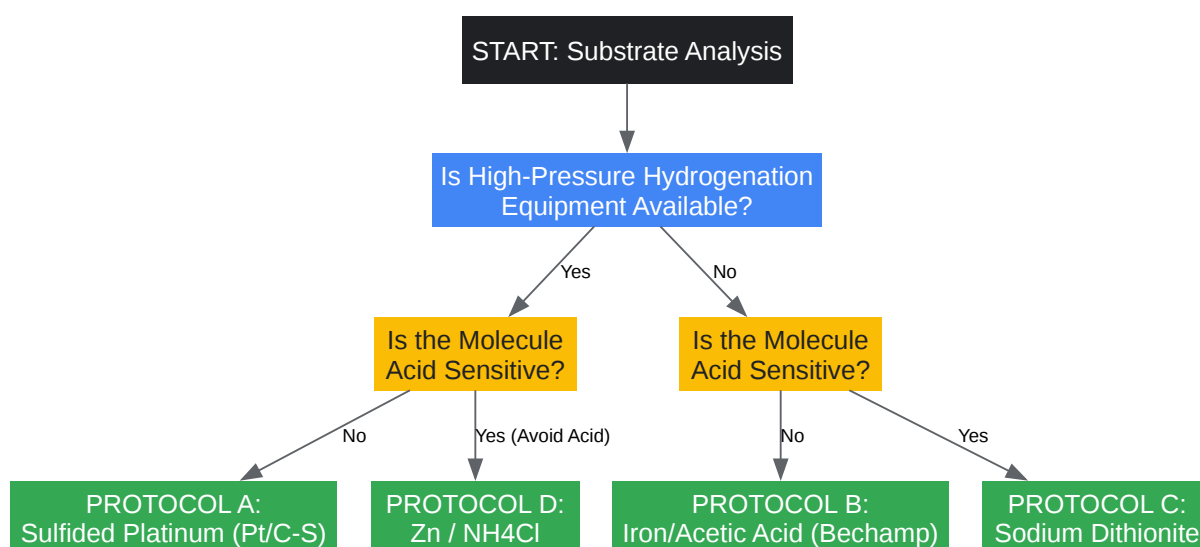 START: Substrate Analysis
Is High-Pressure Hydrogenation
Equipment Available?
Yes
No
Is the Molecule
Acid Sensitive?
Is the Molecule
Acid Sensitive?
No
Yes (Avoid Acid)
No
Yes
PROTOCOL A:
Sulfided Platinum (Pt/C-S)
PROTOCOL D:
Zn / NH4Cl
PROTOCOL B:
Iron/Acetic Acid (Bechamp)
PROTOCOL C:
Sodium Dithionite